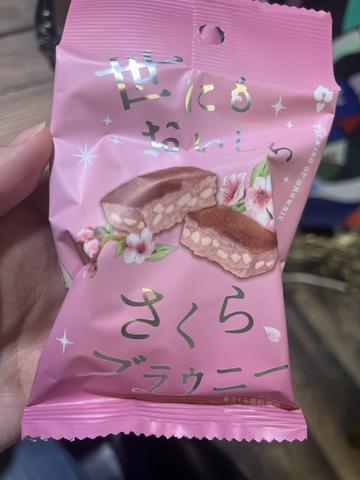 世にも
おいしい
さくら
ブラウニー